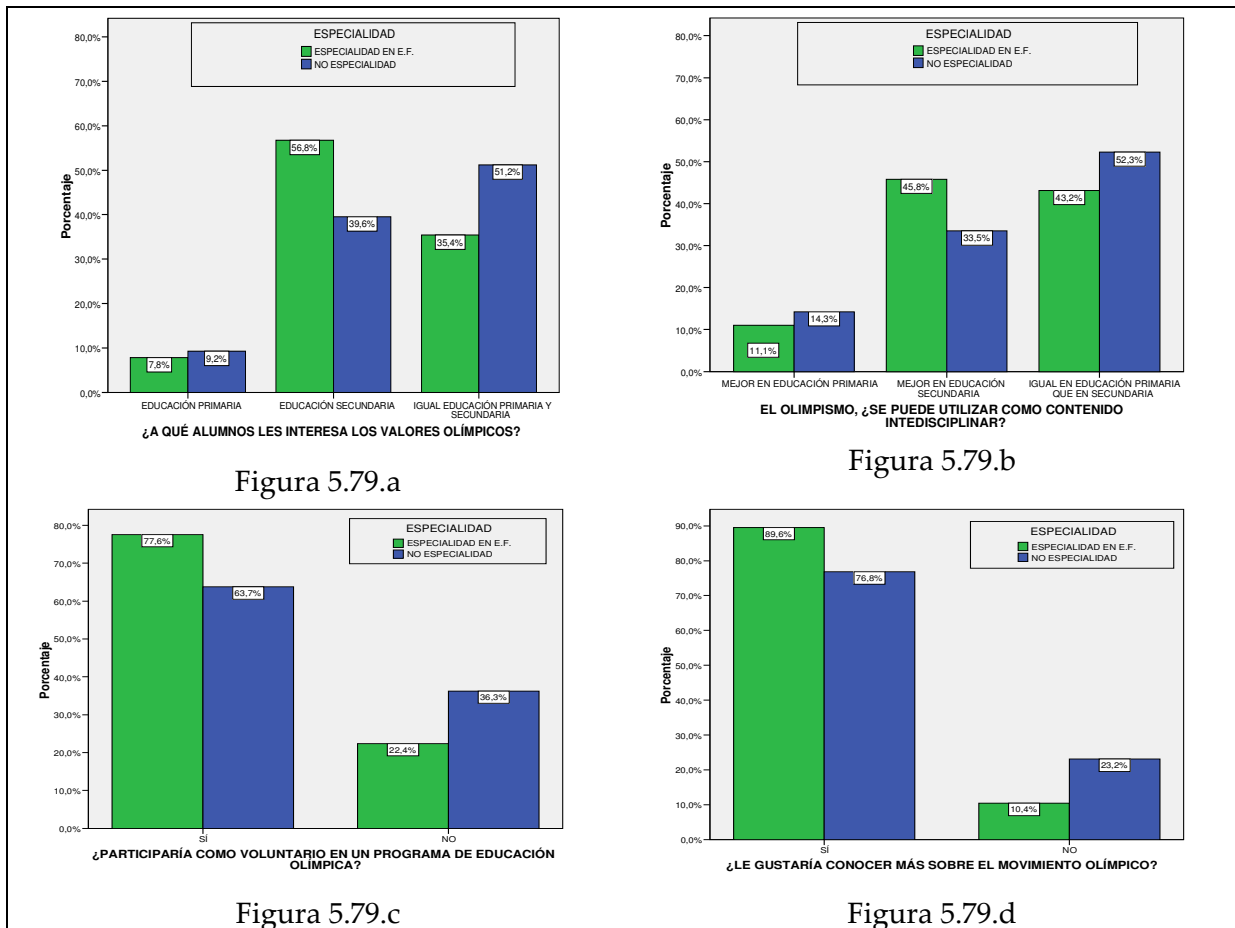 ESPECIALIDAD
ESPECIALIDAD EN E.F.
NO ESPECIALIDAD
Porcentaje
80,0%
70,0%
60,0%
50,0%
40,0%
30,0%
20,0%
10,0%
0,0%
56,8%
51,2%
39,6%
35,4%
7,8%
9,2%
EDUCACIÓN PRIMARIA
EDUCACIÓN SECUNDARIA
IGUAL EDUCACIÓN PRIMARIA Y
SECUNDARIA
¿A QUÉ ALUMNOS LES INTERESA LOS VALORES OLÍMPICOS?
Figura 5.79.a
ESPECIALIDAD
ESPECIALIDAD EN E.F.
NO ESPECIALIDAD
Porcentaje
80,0%
70,0%
60,0%
50,0%
40,0%
30,0%
20,0%
10,0%
0,0%
52,3%
45,8%
43,2%
33,5%
14,3%
11,1%
MEJOR EN EDUCACIÓN PRIMARIA
MEJOR EN EDUCACIÓN
SECUNDARIA
IGUAL EN EDUCACIÓN PRIMARIA
QUE EN SECUNDARIA
EL OLIMPISMO, ¿SE PUEDE UTILIZAR COMO CONTENIDO
INTEDISCIPLINAR?
Figura 5.79.b
ESPECIALIDAD
ESPECIALIDAD EN E.F.
NO ESPECIALIDAD
Porcentaje
80,0%
70,0%
60,0%
50,0%
40,0%
30,0%
20,0%
10,0%
0,0%
77,6%
63,7%
36,3%
22,4%
SÍ
NO
¿PARTICIPARÍA COMO VOLUNTARIO EN UN PROGRAMA DE EDUCACIÓN
OLÍMPICA?
Figura 5.79.c
ESPECIALIDAD
ESPECIALIDAD EN E.F.
NO ESPECIALIDAD
Porcentaje
90,0%
80,0%
70,0%
60,0%
50,0%
40,0%
30,0%
20,0%
10,0%
0,0%
89,6%
76,8%
23,2%
10,4%
SÍ
NO
¿LE GUSTARÍA CONOCER MÁS SOBRE EL MOVIMIENTO OLÍMPICO?
Figura 5.79.d